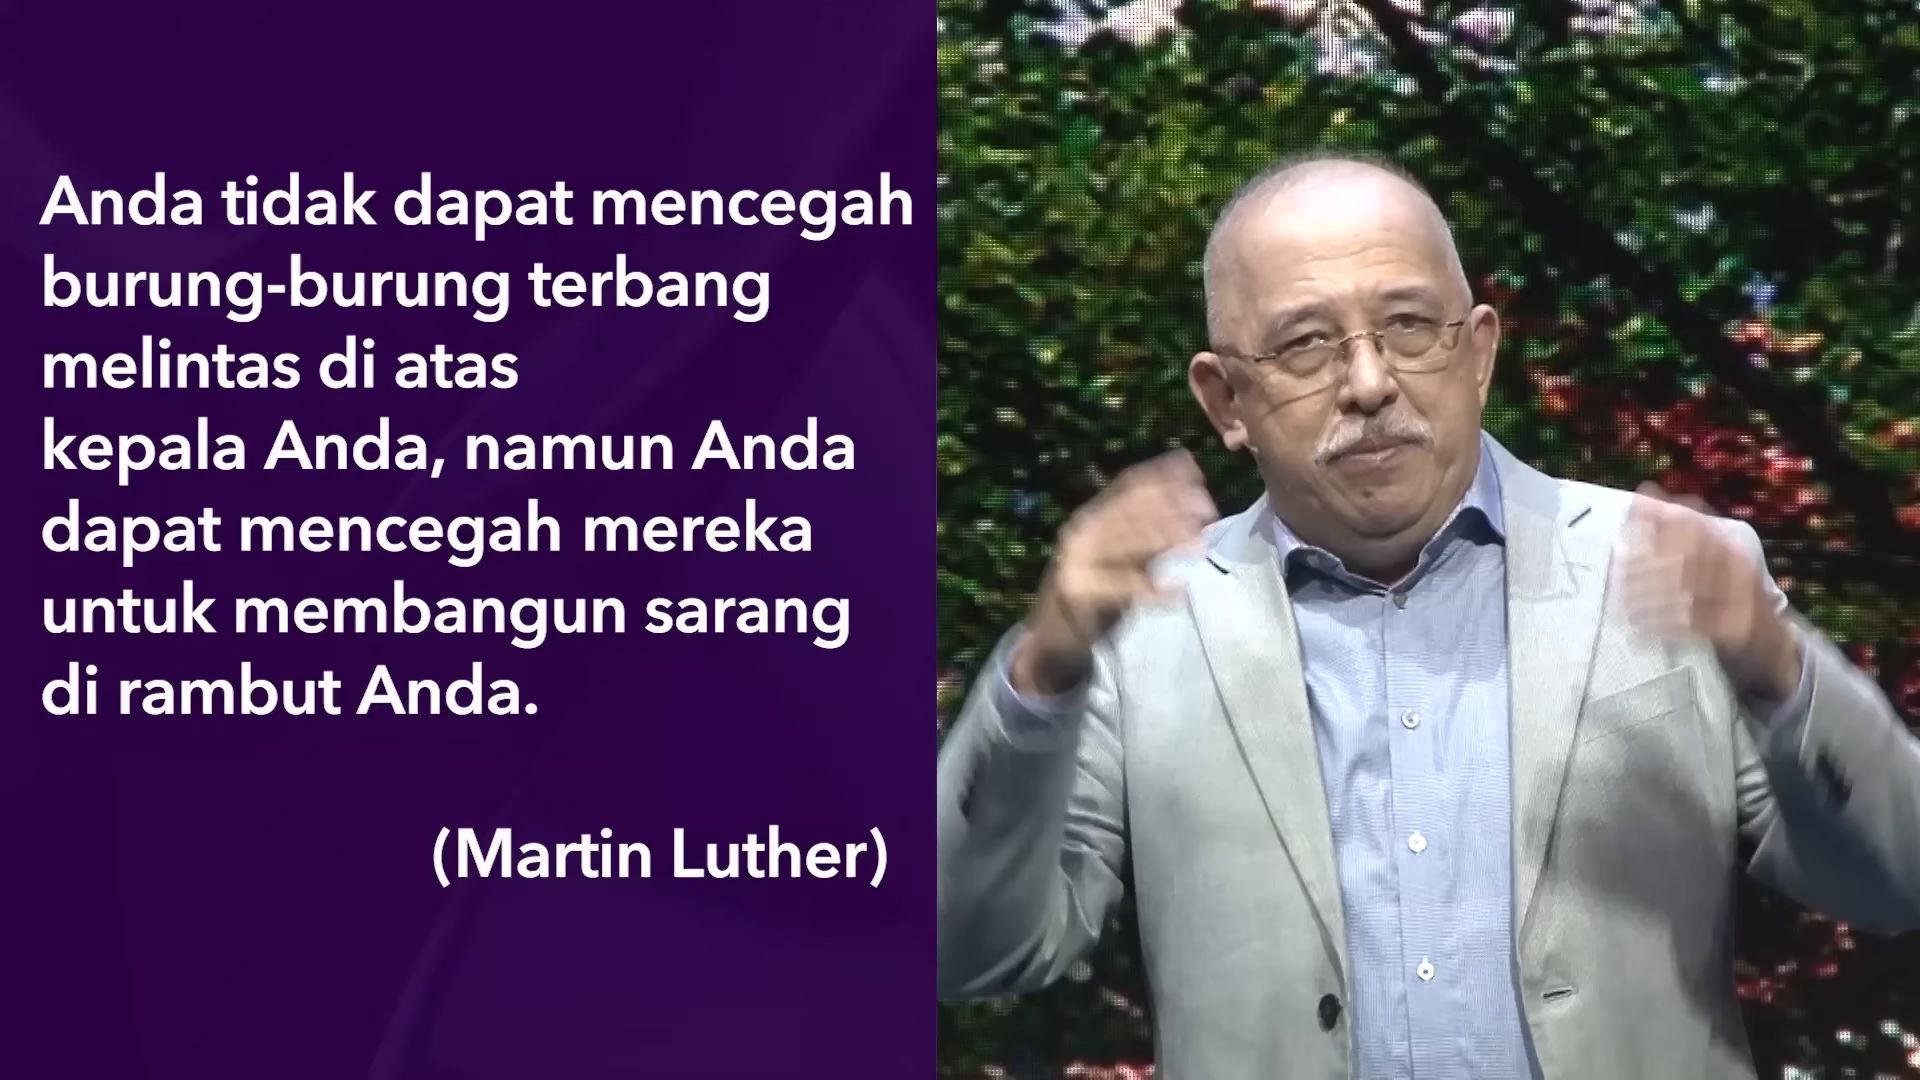 Anda tidak dapat mencegah
burung-burung terbang
melintas di atas
kepala Anda, namun Anda
dapat mencegah mereka
untuk membangun sarang
di rambut Anda.
(Martin Luther)